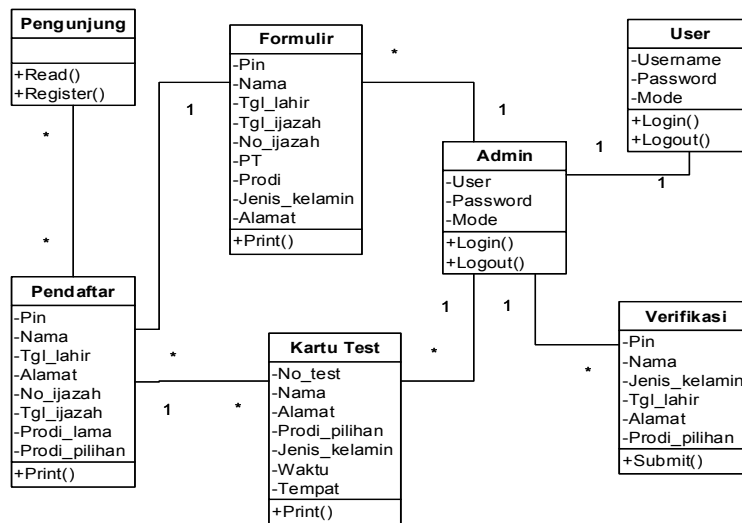 Pengunjung
+Read()
+Register()
*
*
Formulir
-Pin
-Nama
-Tgl_lahir
-Tgl_ijazah
-No_ijazah
-PT
-Prodi
-Jenis_kelamin
-Alamat
+Print()
1
*
*
1
User
-Username
-Password
-Mode
+Login()
+Logout()
1
1
Admin
-User
-Password
-Mode
+Login()
+Logout()
1
1
*
*
Pendaftar
-Pin
-Nama
-Tgl_lahir
-Alamat
-No_ijazah
-Tgl_ijazah
-Prodi_lama
-Prodi_pilihan
+Print()
1
*
Kartu Test
-No_test
-Nama
-Alamat
-Prodi_pilihan
-Jenis_kelamin
-Waktu
-Tempat
+Print()
Verifikasi
-Pin
-Nama
-Jenis_kelamin
-Tgl_lahir
-Alamat
-Prodi_pilihan
+Submit()